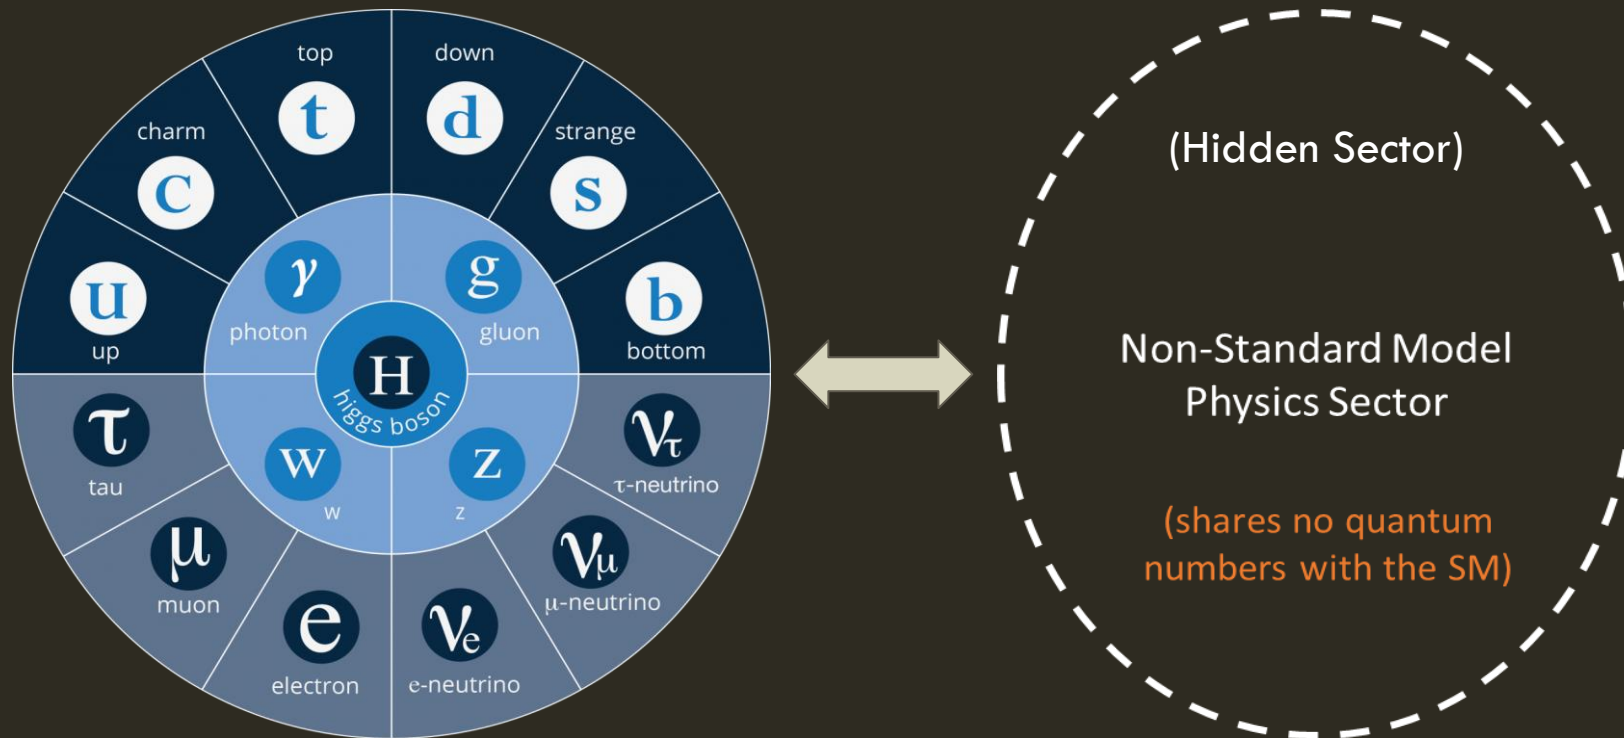 top
t
down
d
charm
c
strange
s
up
u
bottom
b
γ
photon
g
gluon
H
higgs boson
W
w
Z
z
τ
tau
ντ
τ-neutrino
μ
muon
νμ
μ-neutrino
e
electron
νe
e-neutrino
(Hidden Sector)
Non-Standard Model
Physics Sector
(shares no quantum
numbers with the SM)